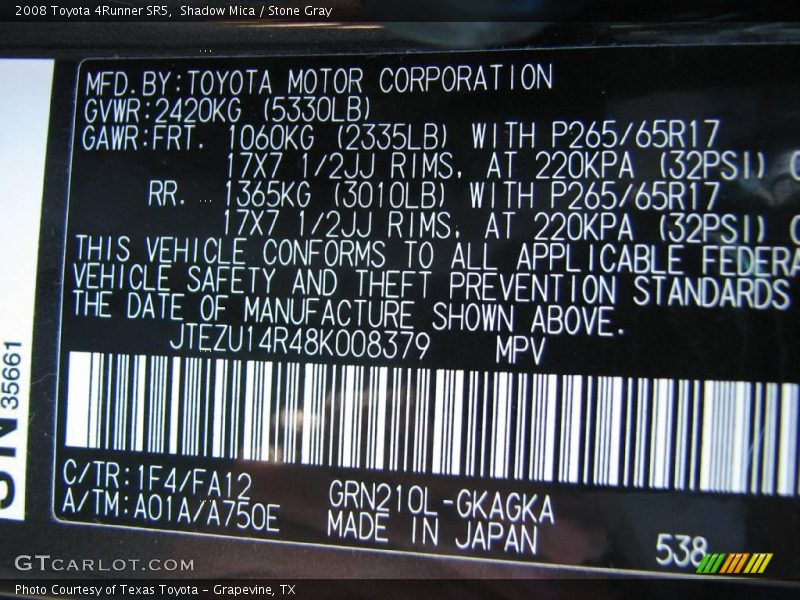 2008 Toyota 4Runner SR5,  Shadow Mica / Stone Gray
MFD.BY:TOYOTA MOTOR CORPORATION
GVWR:2420KG (5330LB)
GAWR:FRT. 1060KG (2335LB) WITH P265/65R17
17X7 1/2JJ RIMS, AT 220KPA (32PSI)
RR. ... 1365KG (3010LB) WITH P265/65R17
17X7 1/2JJ RIMS, AT 220KPA (32PSI)
THIS VEHICLE CONFORMS TO ALL APPLICABLE FEDERA
VEHICLE SAFETY AND THEFT PREVENTION STANDARDS
THE DATE OF MANUFACTURE SHOWN ABOVE.
JTEZU14R48K008379 MPV
35661
C/TR:1F4/FA12
A/TM:A01A/A750E
GRN210L-GKAGKA
MADE IN JAPAN
538
GTCARLOT.COM
Photo Courtesy of Texas Toyota - Grapevine, TX